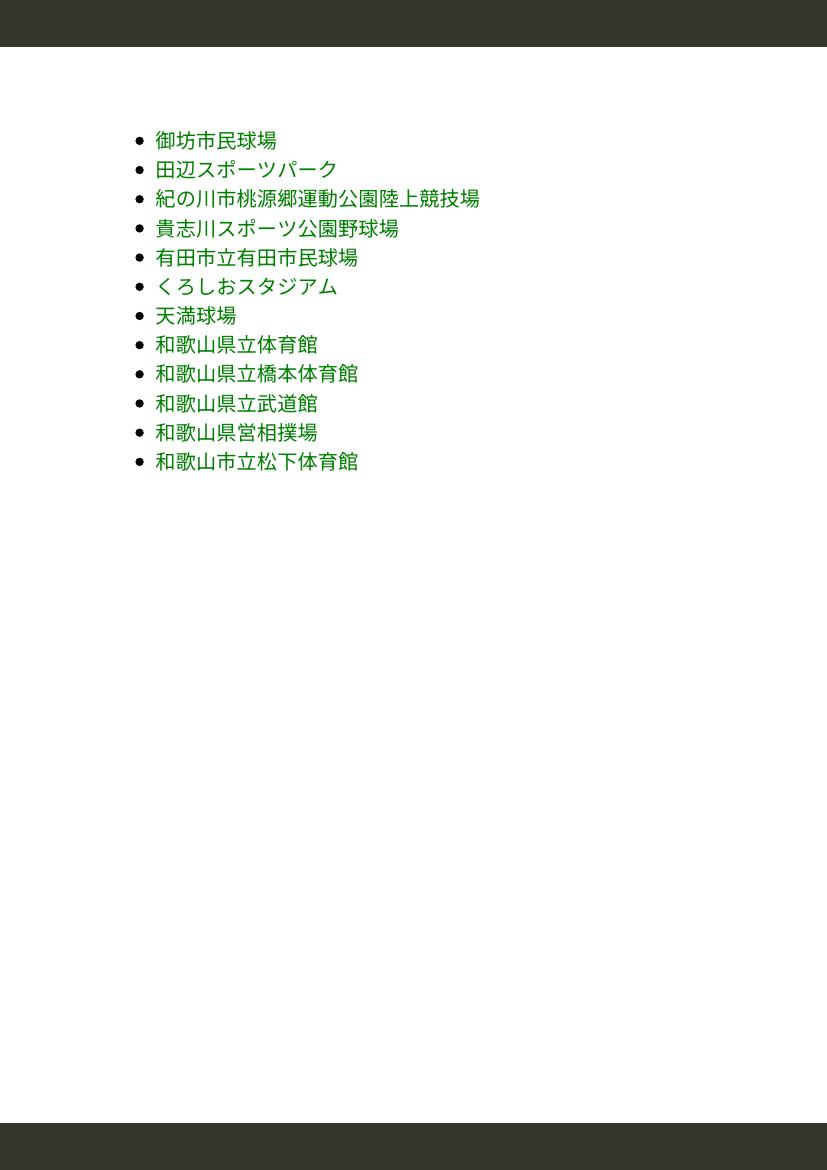 御坊市民球場
田辺スポーツパーク
紀の川市桃源郷運動公園陸上競技場
貴志川スポーツ公園野球場
有田市立有田市民球場
くろしおスタジアム
天満球場
和歌山県立体育館
和歌山県立橋本体育館
和歌山県立武道館
和歌山県営相撲場
和歌山市立松下体育館